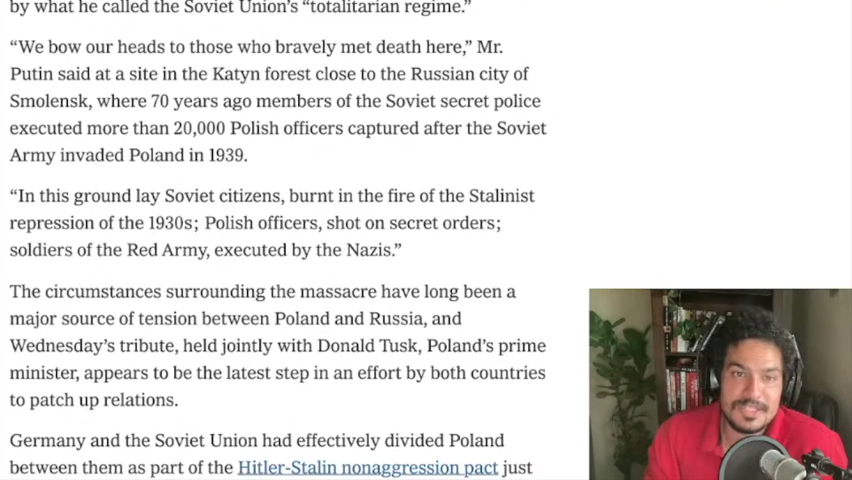 by what he called the Soviet Union’s “totalitarian regime.”
“We bow our heads to those who bravely met death here,” Mr.
Putin said at a site in the Katyn forest close to the Russian city of
Smolensk, where 70 years ago members of the Soviet secret police
executed more than 20,000 Polish officers captured after the Soviet
Army invaded Poland in 1939.
“In this ground lay Soviet citizens, burnt in the fire of the Stalinist
repression of the 1930s; Polish officers, shot on secret orders;
soldiers of the Red Army, executed by the Nazis.”
The circumstances surrounding the massacre have long been a
major source of tension between Poland and Russia, and
Wednesday’s tribute, held jointly with Donald Tusk, Poland’s prime
minister, appears to be the latest step in an effort by both countries
to patch up relations.
Germany and the Soviet Union had effectively divided Poland
between them as part of the Hitler-Stalin nonaggression pact just